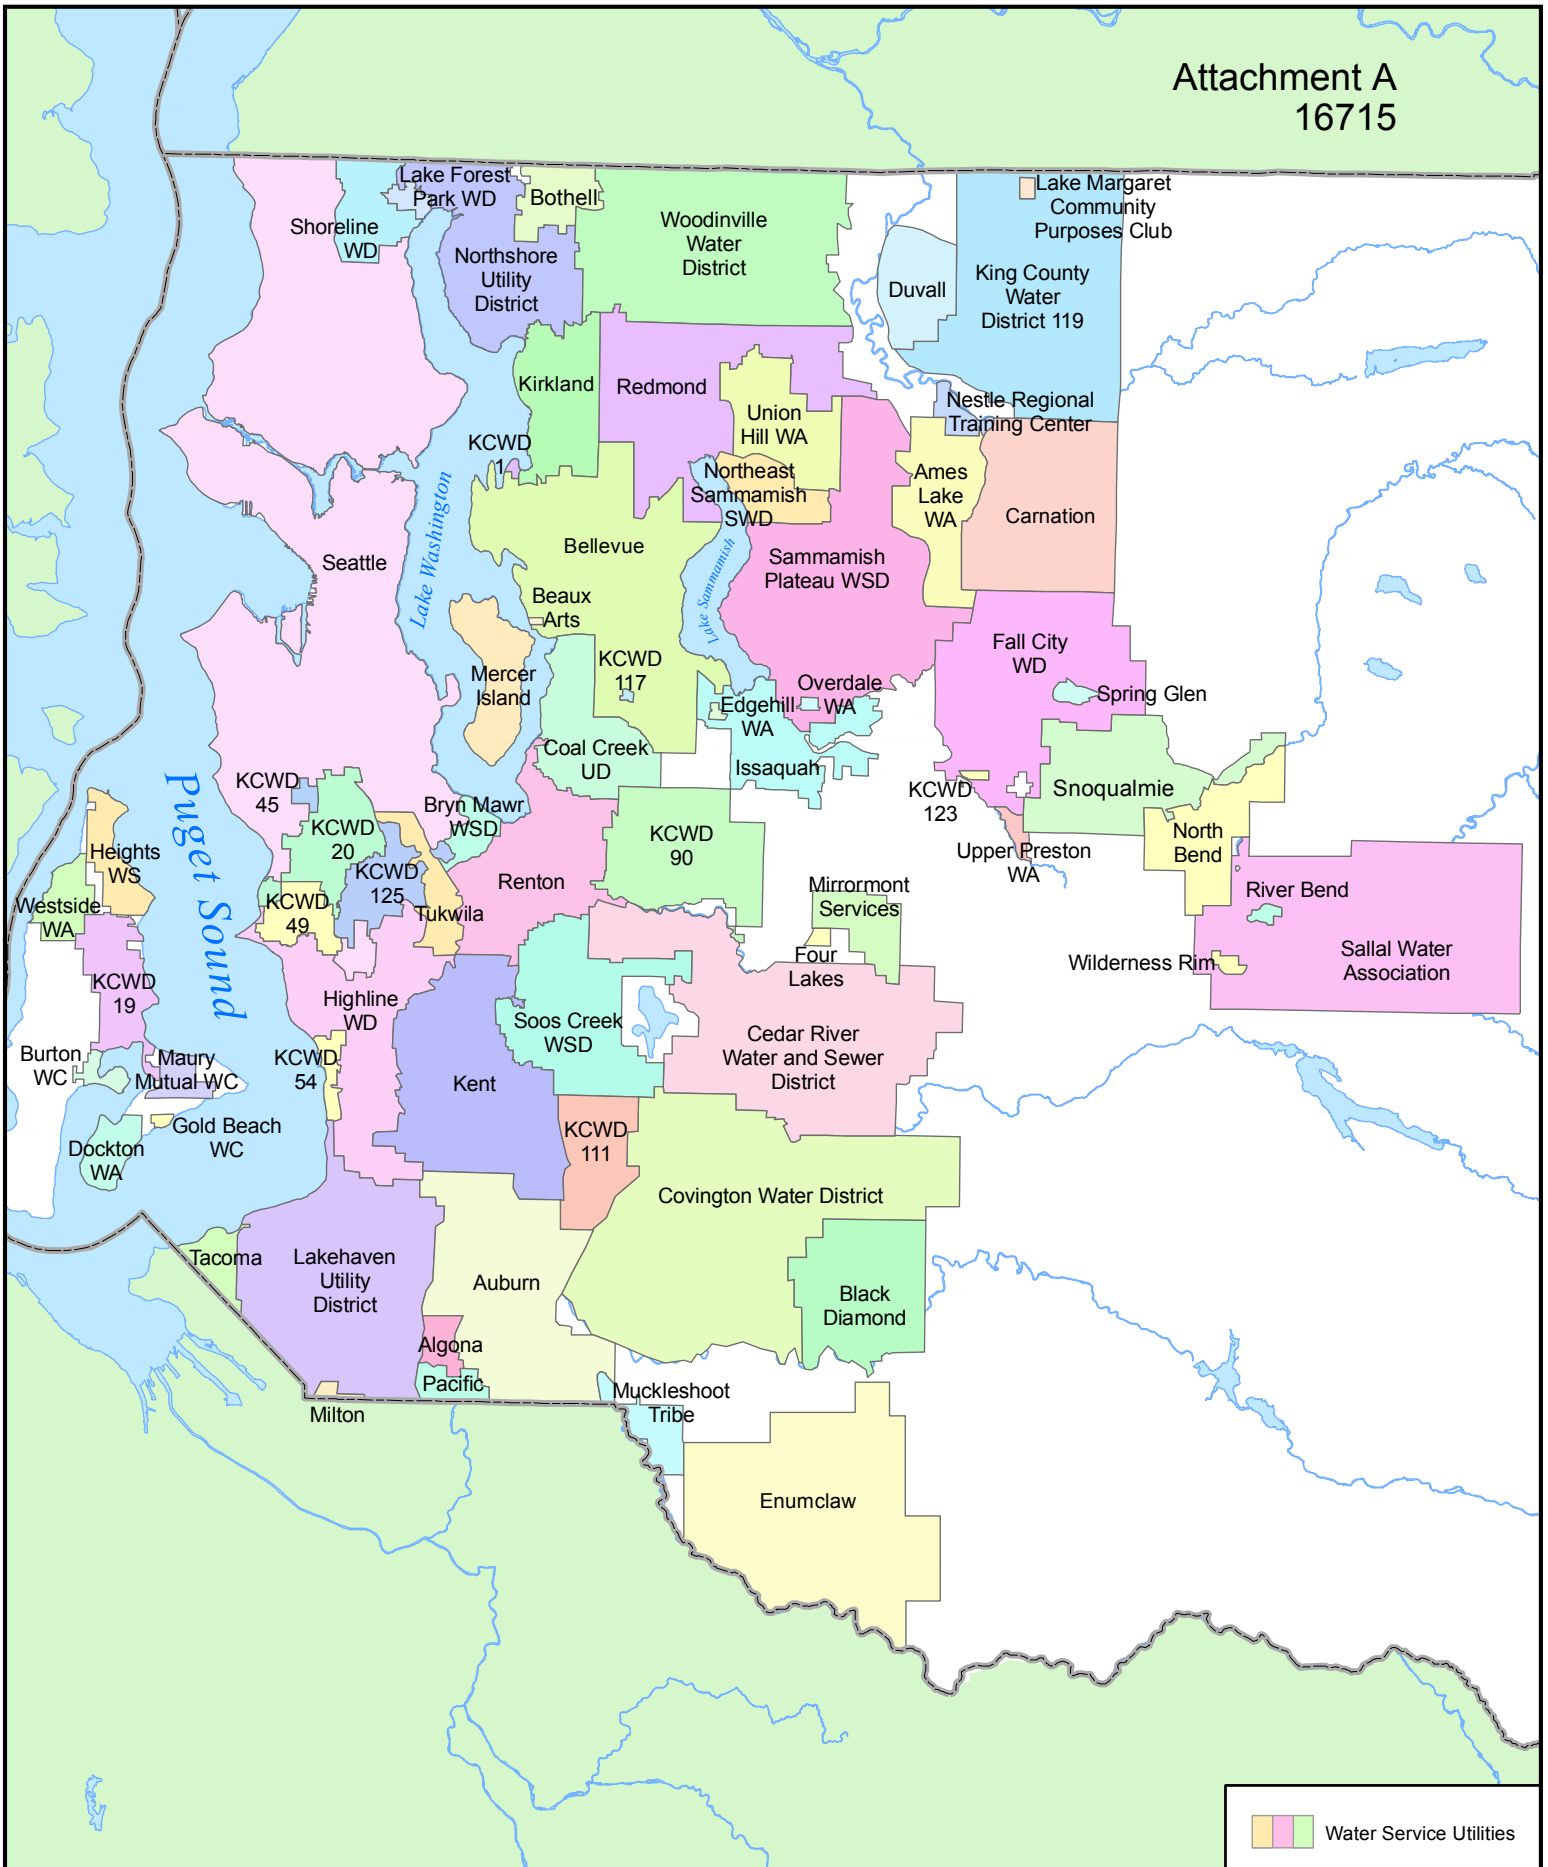 Attachment A
16715
Lake Forest
Park WD
Bothell
Lake Margaret
Community
Purposes Club
Shoreline
WD
Woodinville
Water
District
Northshore
Utility
District
Duvall
King County
Water
District 119
Kirkland
Redmond
Nestle Regional
Training Center
Union
Hill WA
KCWD
1
Northeast
Sammamish
SWD
Ames
Lake
WA
Carnation
Lake Washington
Seattle
Bellevue
Sammamish
Plateau WSD
Lake Sammamish
Beaux
Arts
Fall City
WD
KCWD
117
Mercer
Island
Overdale
WA
Spring Glen
Edgehill
WA
Coal Creek
UD
Issaquah
Snoqualmie
KCWD
45
KCWD
123
Puget Sound
Bryn Mawr
WSD
KCWD
20
KCWD
90
North
Bend
Heights
WS
Upper Preston
WA
KCWD
125
Renton
Mirrormont
Services
River Bend
Westside
WA
KCWD
49
Tukwila
Four
Lakes
Wilderness Rim
Sallal Water
Association
KCWD
19
Highline
WD
Soos Creek
WSD
Cedar River
Water and Sewer
District
Burton
WC
Maury
Mutual WC
KCWD
54
Kent
Gold Beach
WC
KCWD
111
Dockton
WA
Covington Water District
Tacoma
Lakehaven
Utility
District
Auburn
Black
Diamond
Algona
Pacific
Milton
Muckleshoot
Tribe
Enumclaw
Water Service Utilities